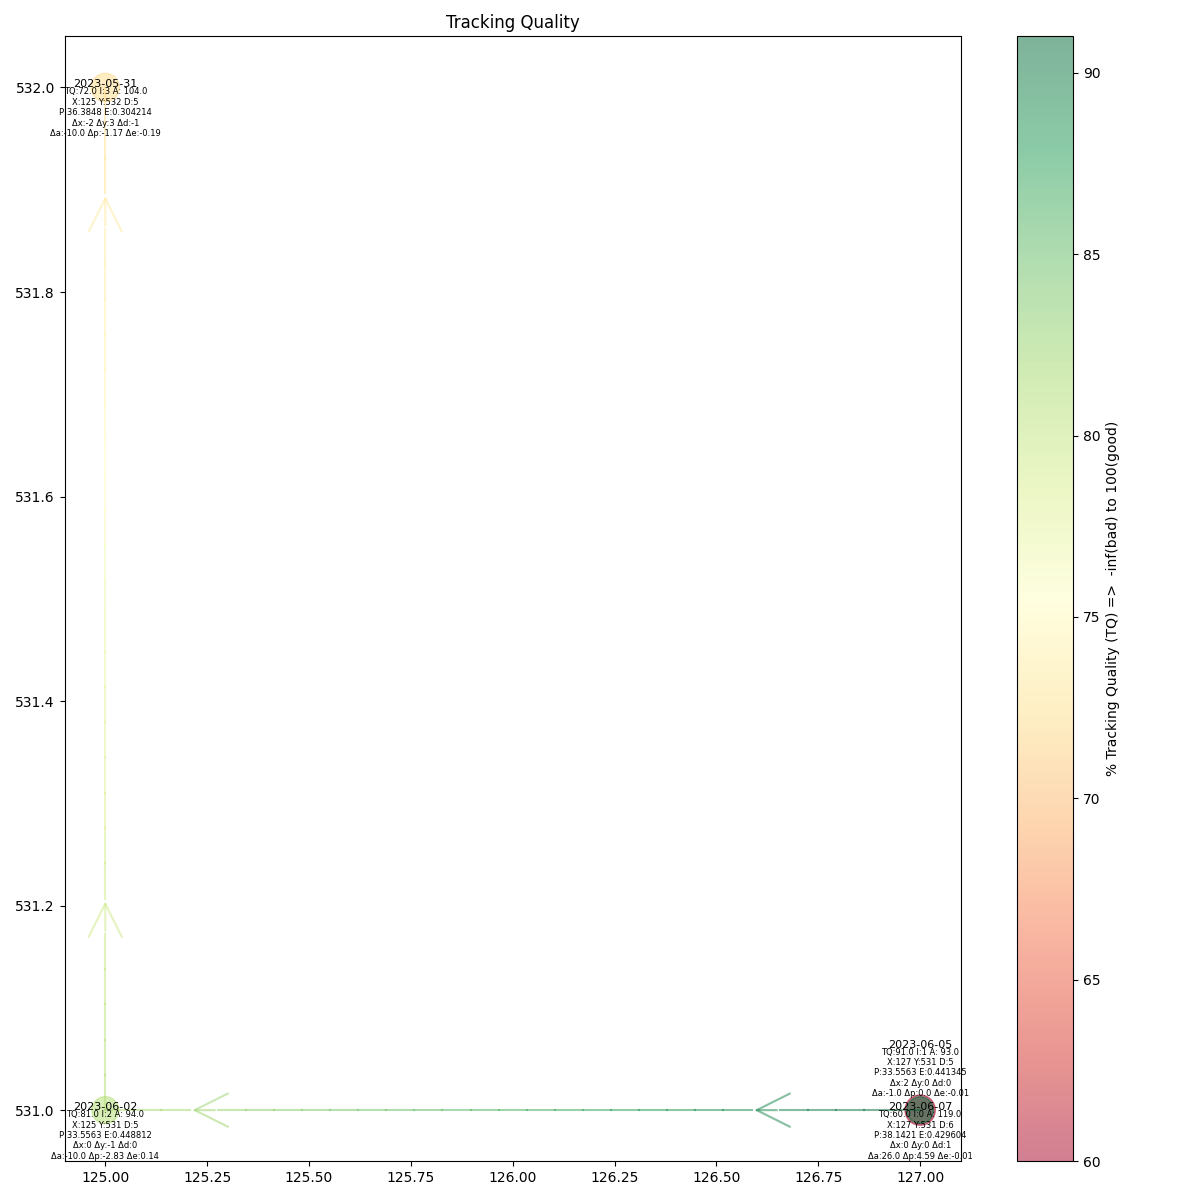 Tracking Quality
532.0
531.8
531.6
531.4
531.2
531.0
2023-05-31
TQ:72.0 I:3 A: 104.0
X:125 Y:532 D:5
P:36.3848 E:0.304214
Δx:-2 Δy:3 Δd:-1
Δa:-10.0 Δp:-1.17 Δe:-0.19
2023-06-05
TQ:91.0 I:1 A: 93.0
X:127 Y:531 D:5
P:33.5563 E:0.441345
Δx:2 Δy:0 Δd:0
Δa:-1.0 Δp:0.0 Δe:-0.01
2023-06-02
TQ:81.0 I:2 A: 94.0
X:125 Y:531 D:5
P:33.5563 E:0.448812
Δx:0 Δy:-1 Δd:0
Δa:-10.0 Δp:-2.83 Δe:0.14
2023-06-07
TQ:60.0 I:0 A: 119.0
X:127 Y:531 D:6
P:38.1421 E:0.429604
Δx:0 Δy:0 Δd:1
Δa:26.0 Δp:4.59 Δe:-0.01
125.00 125.25 125.50 125.75 126.00 126.25 126.50 126.75 127.00
90
85
80
75
70
65
60
% Tracking Quality (TQ) => -inf(bad) to 100(good)